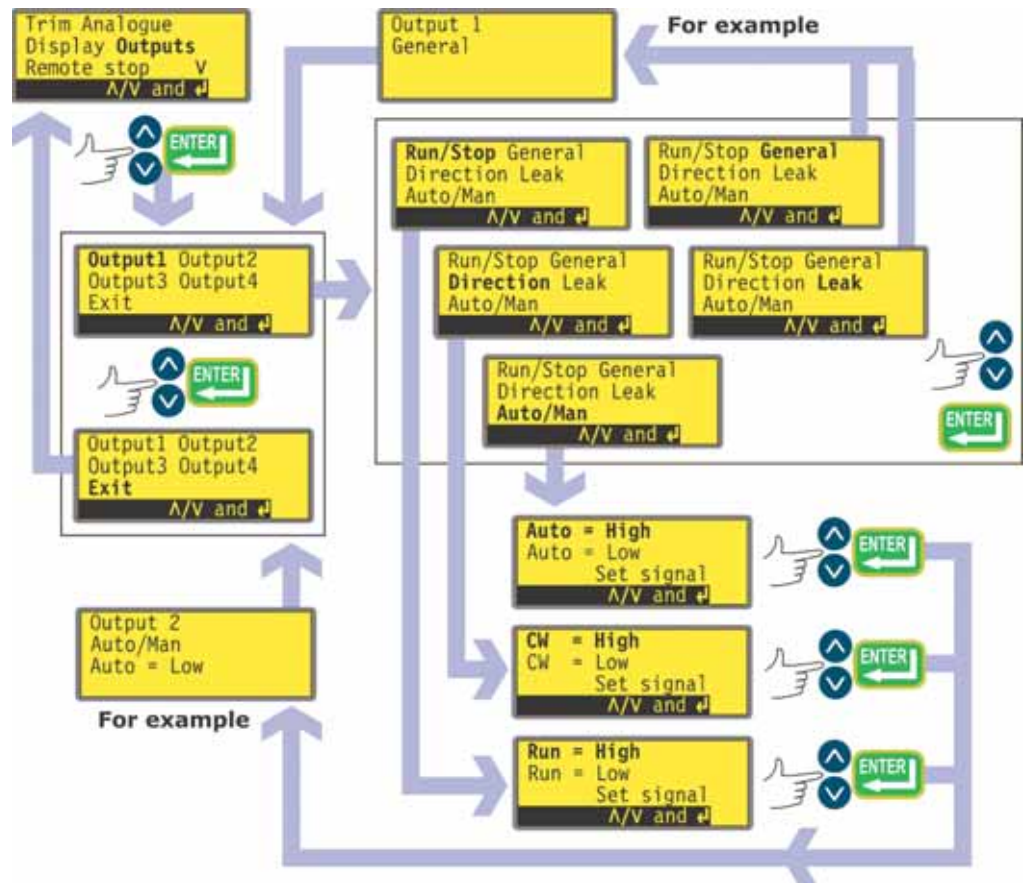 Trim Analogue
Display Outputs
Remote stop V
Λ/V and ↲
Output 1
General
For example
ENTER
Run/Stop General
Direction Leak
Auto/Man
Λ/V and ↲
Run/Stop General
Direction Leak
Auto/Man
Λ/V and ↲
Output1 Output2
Output3 Output4
Exit
Λ/V and ↲
Run/Stop General
Direction Leak
Auto/Man
Λ/V and ↲
Run/Stop General
Direction Leak
Auto/Man
Λ/V and ↲
ENTER
Run/Stop General
Direction Leak
Auto/Man
Λ/V and ↲
ENTER
Output1 Output2
Output3 Output4
Exit
Λ/V and ↲
Auto = High
Auto = Low
Set signal
Λ/V and ↲
ENTER
Output 2
Auto/Man
Auto = Low
For example
CW = High
CW = Low
Set signal
Λ/V and ↲
ENTER
Run = High
Run = Low
Set signal
Λ/V and ↲
ENTER